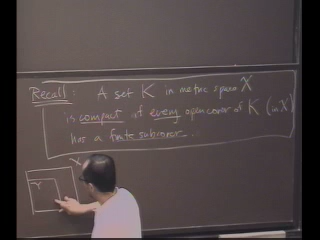 Recall: A set K in metric space X
is compact if every open cover of K (in X)
has a finite subcover.
X
Y